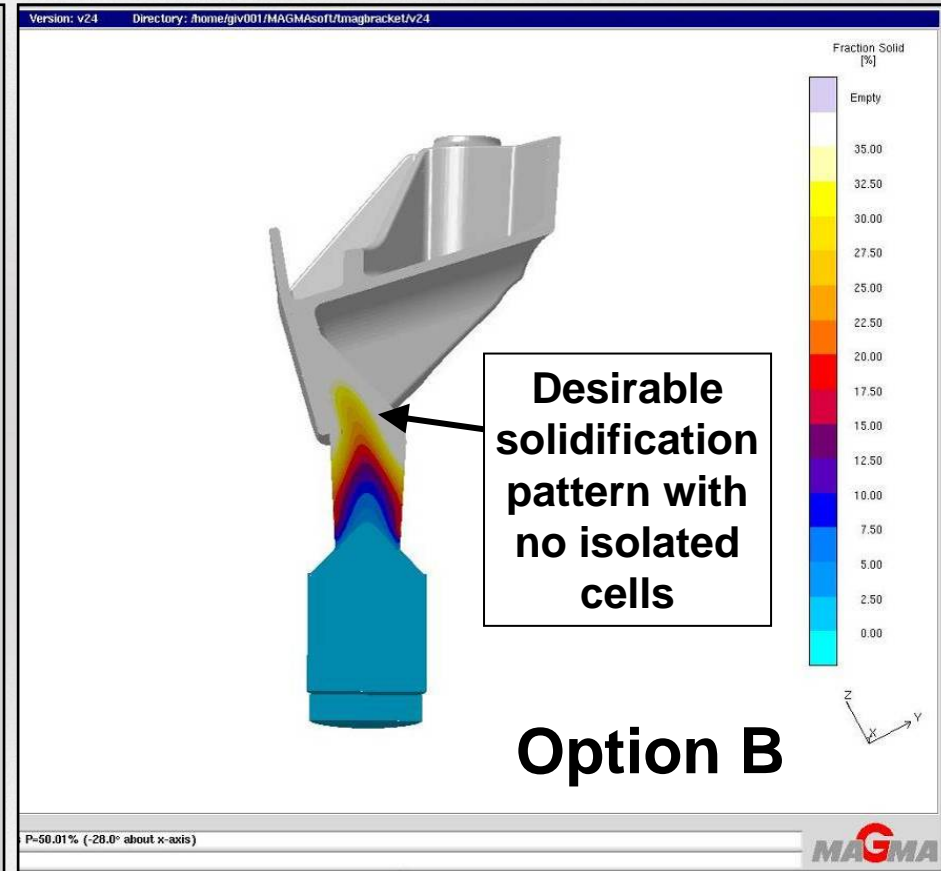 Version: v24 Directory: /home/giv001/MAGMAsoft/tmagbracket/v24
Fraction Solid
[%]
Empty
35.00
32.50
30.00
27.50
25.00
22.50
20.00
17.50
15.00
12.50
10.00
7.50
5.00
2.50
0.00
Desirable
solidification
pattern with
no isolated
cells
Z
Y
X
Option B
P=50.01% (-28.0° about x-axis)
MAGMA